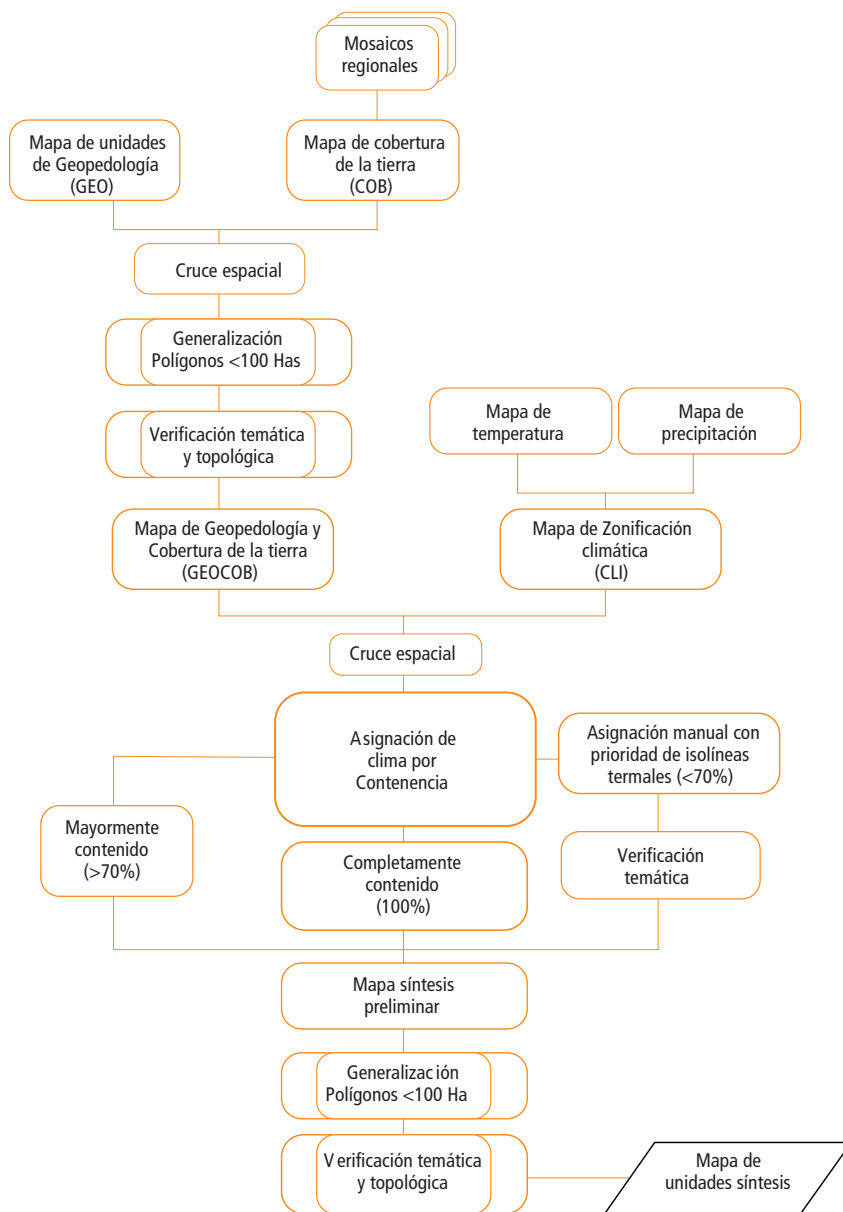 Mosaicos
regionales
Mapa de unidades
de Geopedología
(GEO)
Mapa de cobertura
de la tierra
(COB)
Cruce espacial
Generalización
Polígonos <100 Has
Verificación temática
y topológica
Mapa de
temperatura
Mapa de
precipitación
Mapa de Geopedología y
Cobertura de la tierra
(GEOCOB)
Mapa de Zonificación
climática
(CLI)
Cruce espacial
Asignación de
clima por
Contenencia
Asignación manual con
prioridad de isolíneas
termales (<70%)
Mayormente
contenido
(>70%)
Completamente
contenido
(100%)
Verificación
temática
Mapa síntesis
preliminar
Generalización
Polígonos <100 Ha
Verificación temática
y topológica
Mapa de
unidades síntesis